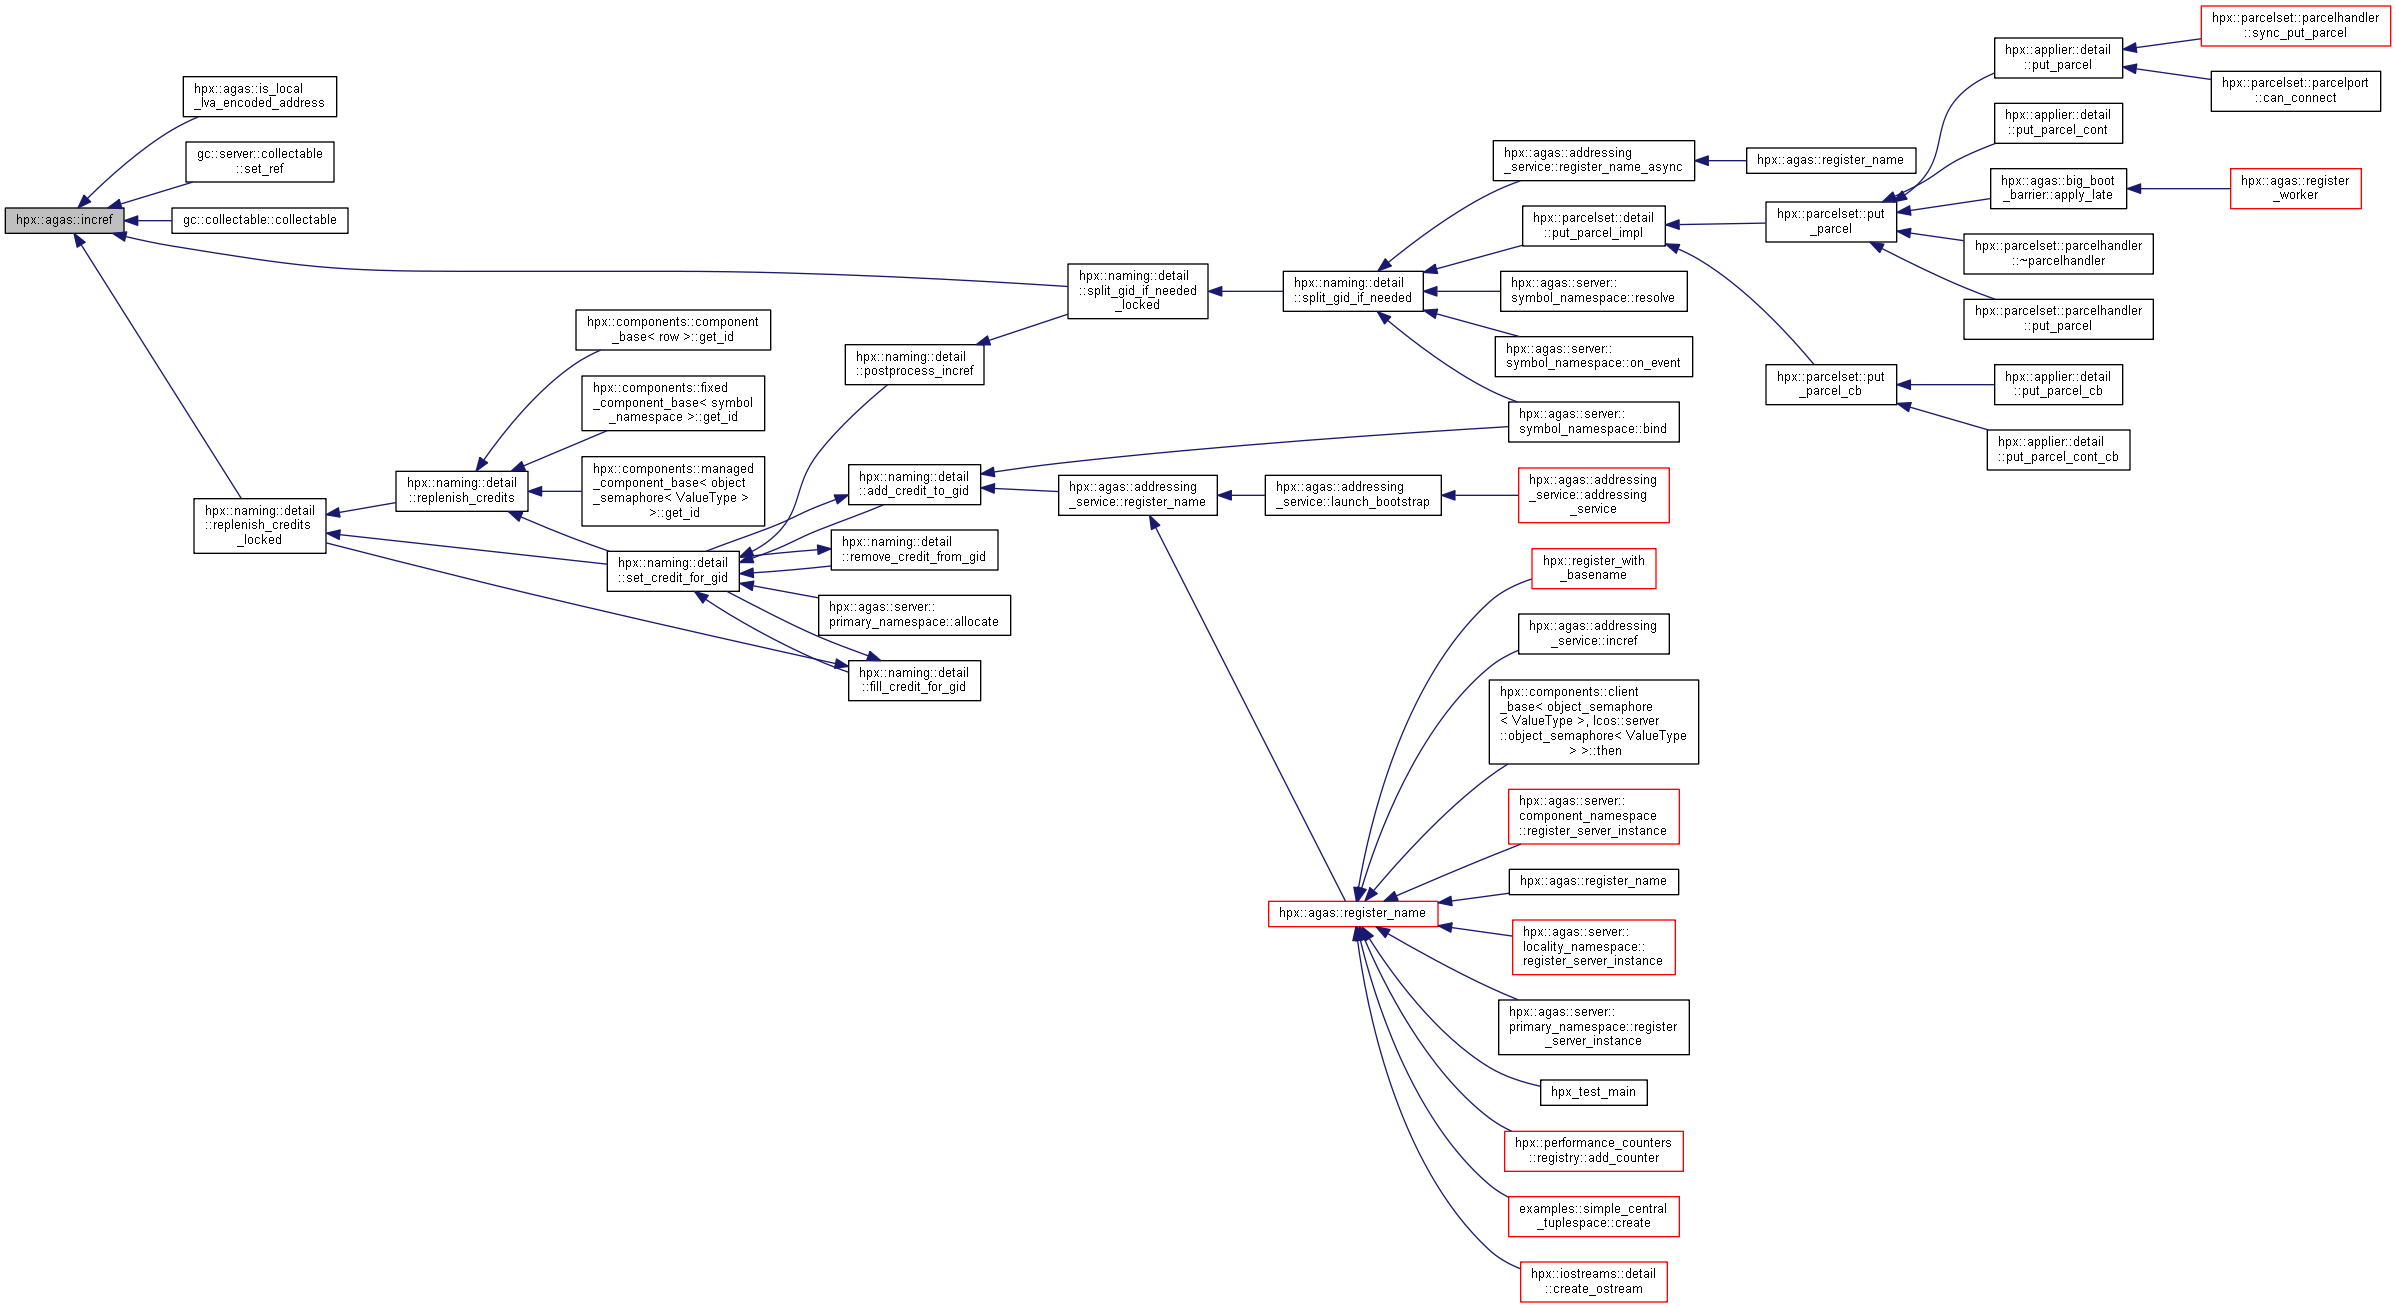 hpx::agas::incref
hpx::agas::is_local
_lva_encoded_address
gc::server::collectable
::set_ref
gc::collectable::collectable
hpx::naming::detail
::replenish_credits
_locked
hpx::naming::detail
::replenish_credits
hpx::components::component
_base< row >::get_id
hpx::components::fixed
_component_base< symbol
_namespace >::get_id
hpx::components::managed
_component_base< object
_semaphore< ValueType >
>::get_id
hpx::naming::detail
::set_credit_for_gid
hpx::naming::detail
::postprocess_incref
hpx::naming::detail
::add_credit_to_gid
hpx::naming::detail
::remove_credit_from_gid
hpx::agas::server::
primary_namespace::allocate
hpx::naming::detail
::fill_credit_for_gid
hpx::naming::detail
::split_gid_if_needed
_locked
hpx::naming::detail
::split_gid_if_needed
hpx::agas::addressing
_service::register_name
hpx::agas::addressing
_service::launch_bootstrap
hpx::agas::addressing
_service::addressing
_service
hpx::agas::addressing
_service::register_name_async
hpx::agas::register_name
hpx::parcelset::detail
::put_parcel_impl
hpx::agas::server::
symbol_namespace::resolve
hpx::agas::server::
symbol_namespace::on_event
hpx::agas::server::
symbol_namespace::bind
hpx::parcelset::put
_parcel
hpx::parcelset::put
_parcel_cb
hpx::applier::detail
::put_parcel
hpx::parcelset::parcelhandler
::sync_put_parcel
hpx::parcelset::parcelport
::can_connect
hpx::applier::detail
::put_parcel_cont
hpx::agas::big_boot
_barrier::apply_late
hpx::agas::register
_worker
hpx::parcelset::parcelhandler
::~parcelhandler
hpx::parcelset::parcelhandler
::put_parcel
hpx::applier::detail
::put_parcel_cb
hpx::applier::detail
::put_parcel_cont_cb
hpx::agas::register_name
hpx::register_with
_basename
hpx::agas::addressing
_service::incref
hpx::components::client
_base< object_semaphore
< ValueType >, lcos::server
::object_semaphore< ValueType
> >::then
hpx::agas::server::
component_namespace
::register_server_instance
hpx::agas::register_name
hpx::agas::server::
locality_namespace::
register_server_instance
hpx::agas::server::
primary_namespace::register
_server_instance
hpx_test_main
hpx::performance_counters
::registry::add_counter
examples::simple_central
_tuplespace::create
hpx::iostreams::detail
::create_ostream